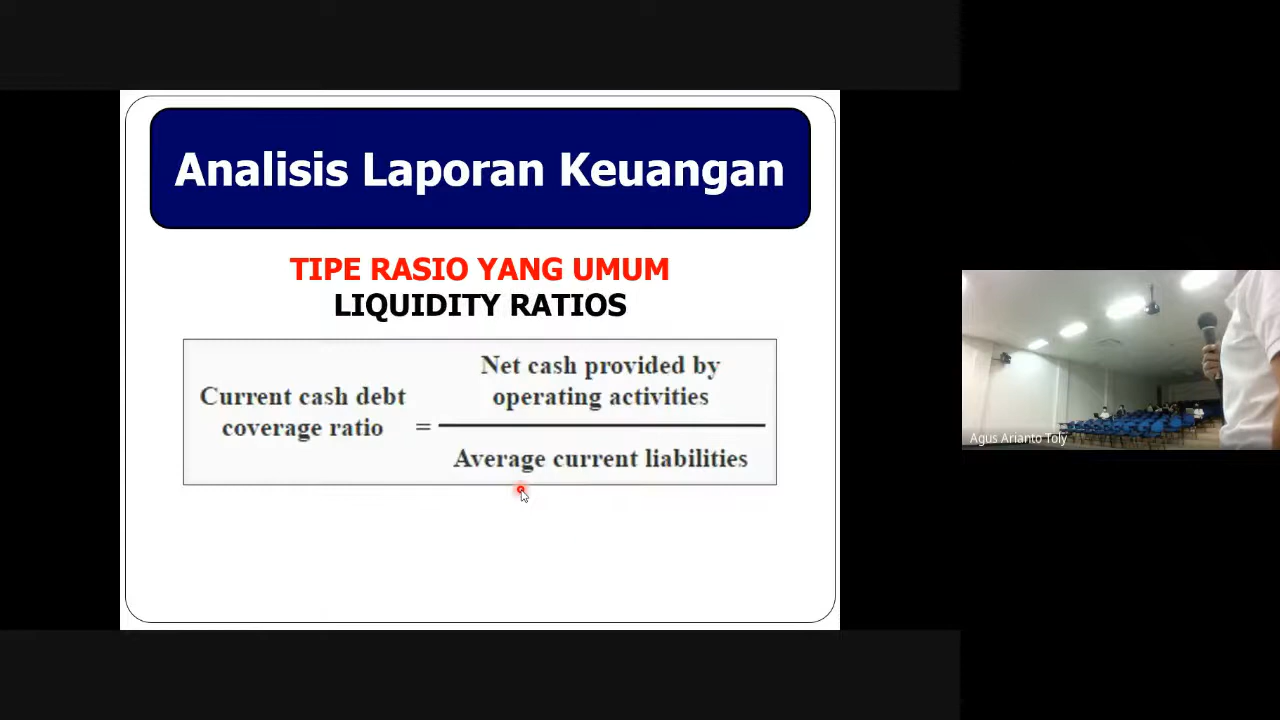 Analisis Laporan Keuangan
TIPE RASIO YANG UMUM
LIQUIDITY RATIOS
Current cash debt
coverage ratio
=
Net cash provided by
operating activities
Average current liabilities
Agus Arianto Toly